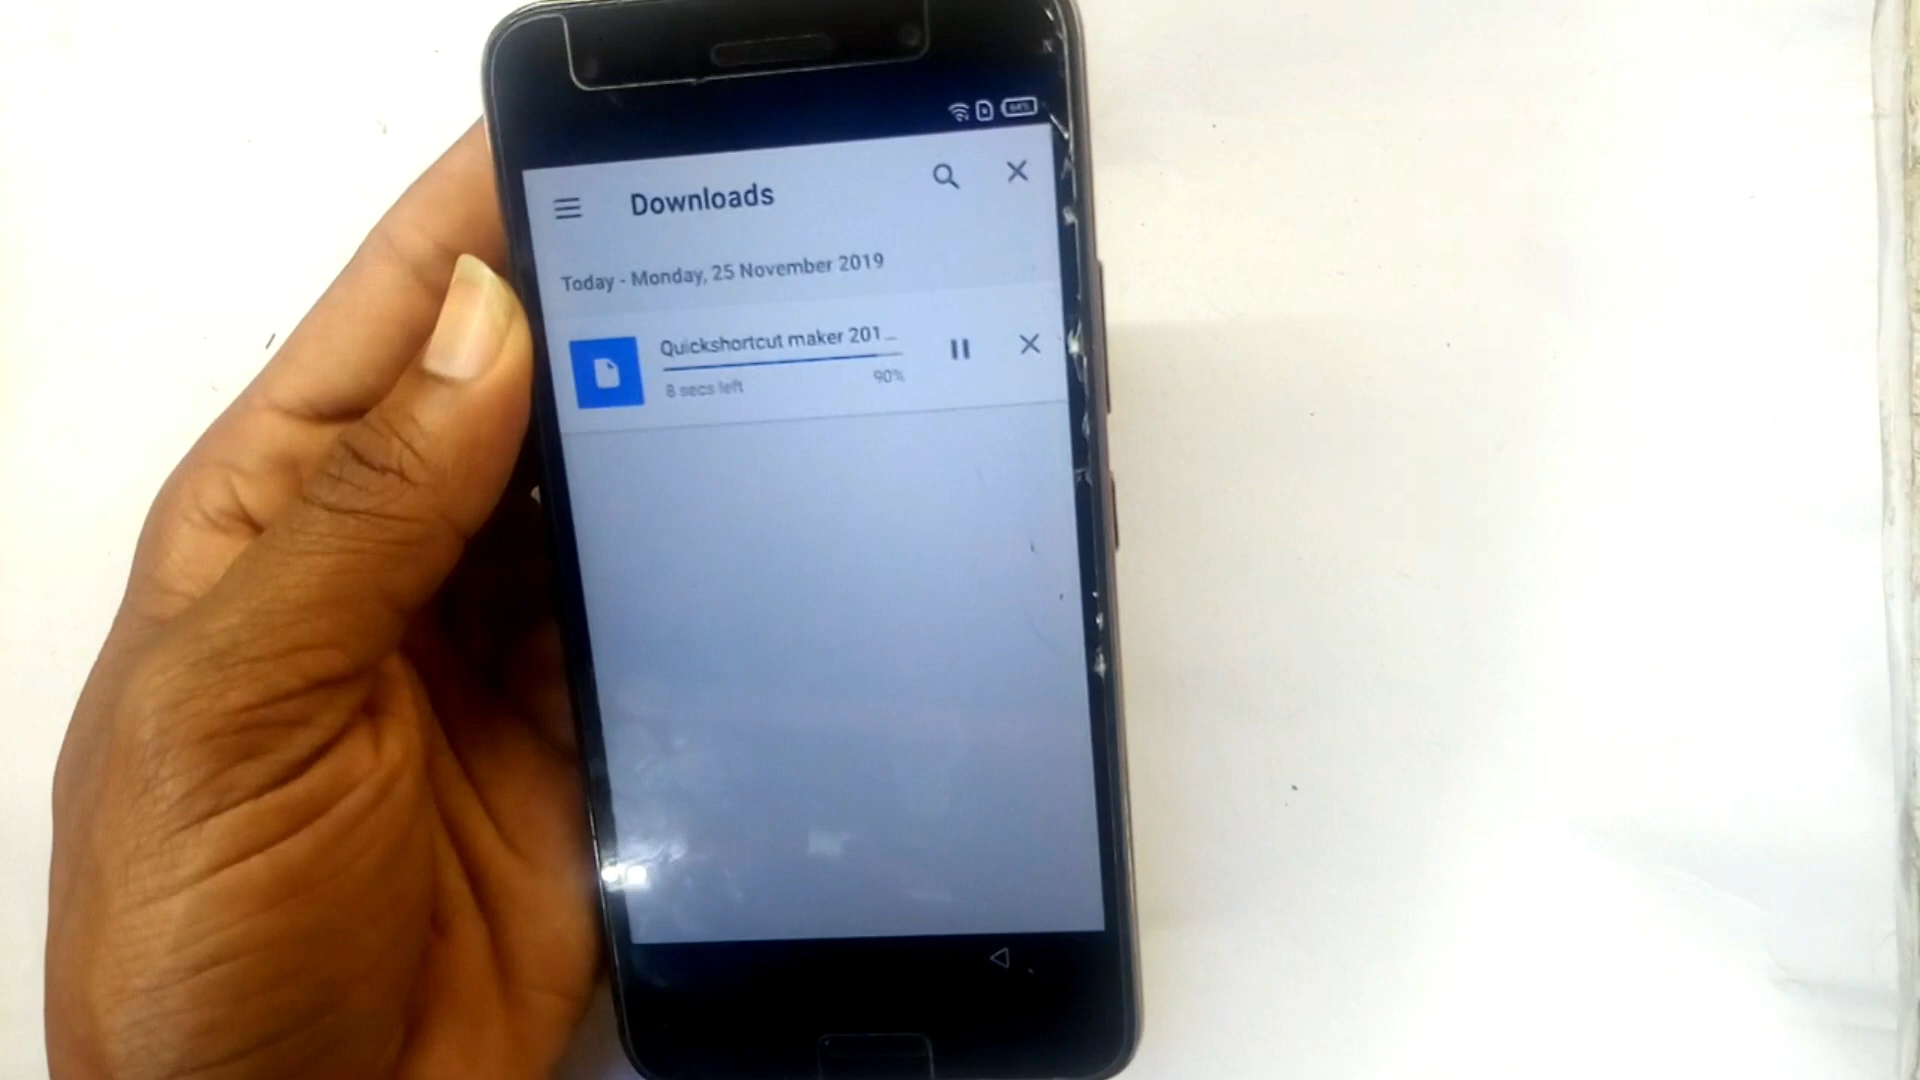 Downloads
Today - Monday, 25 November 2019
Quickshortcut maker 201...
8 secs left
90%